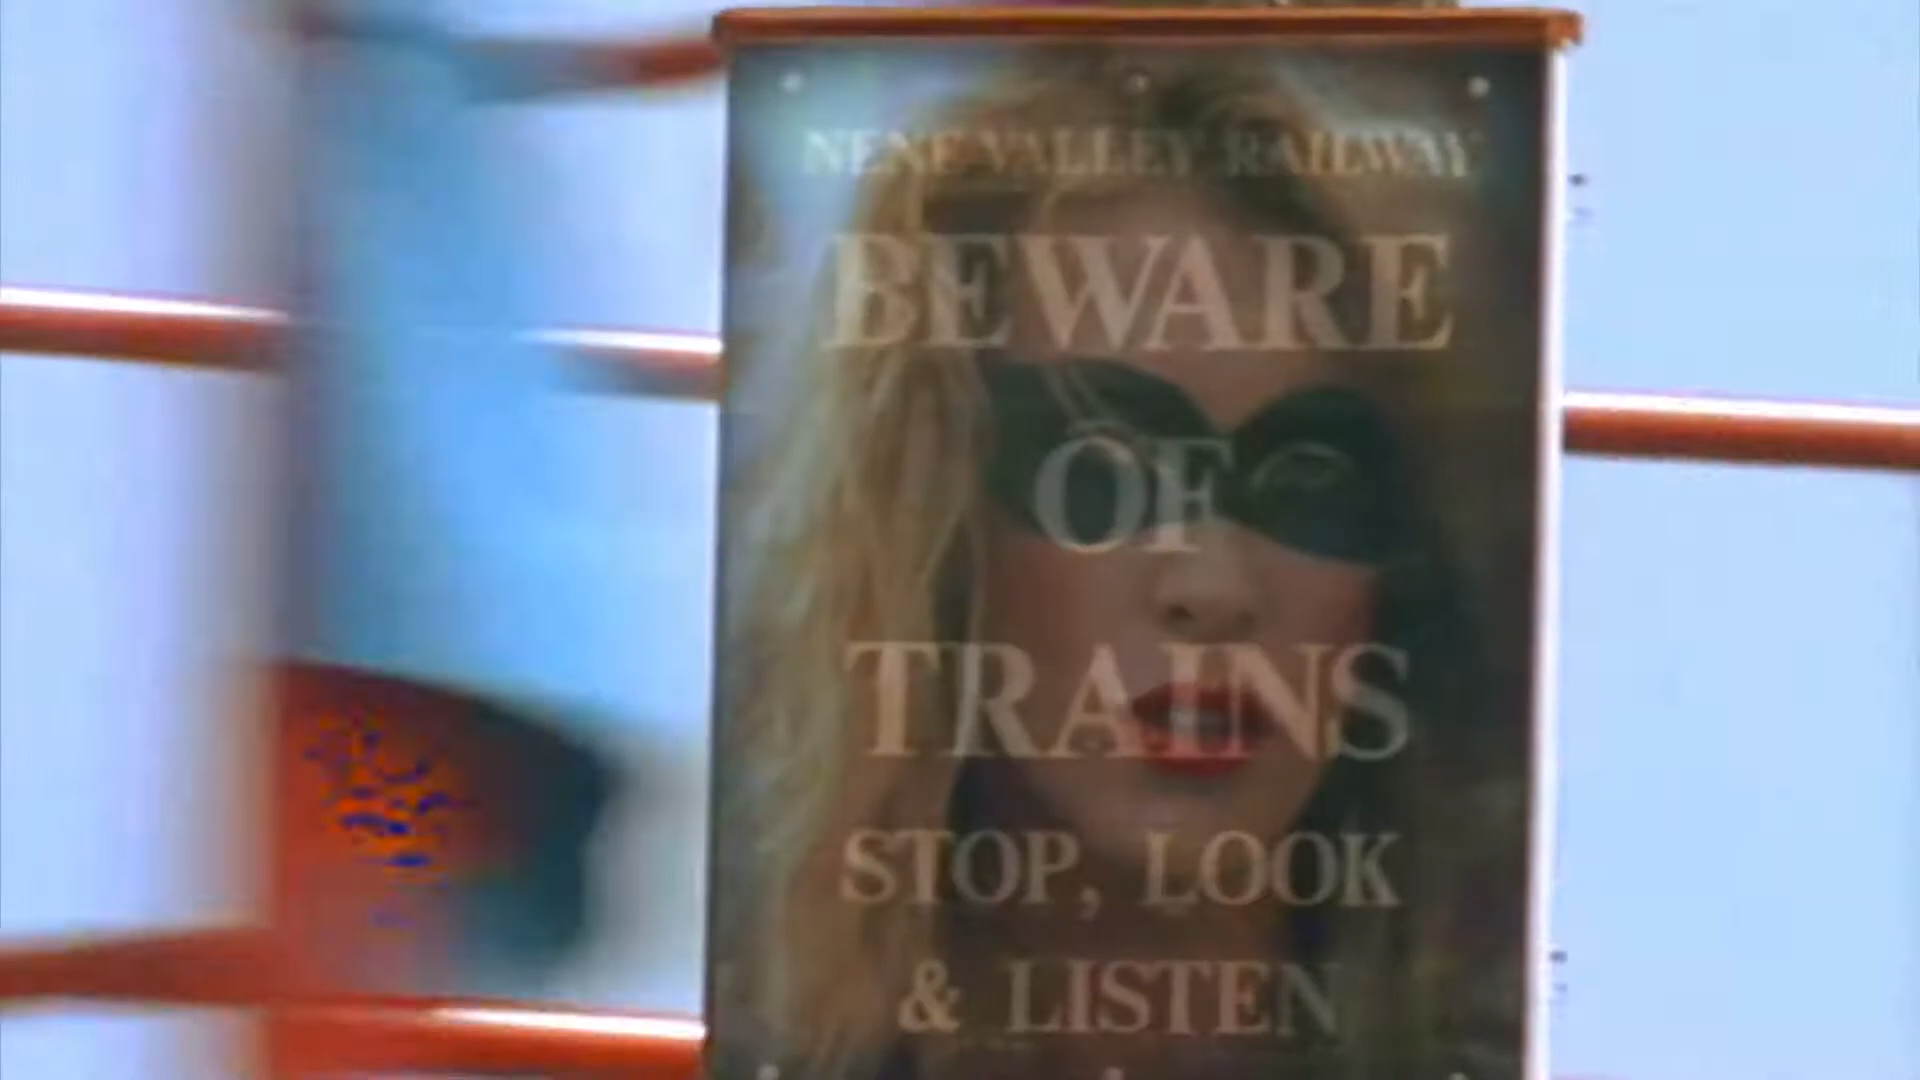 NENE VALLEY RAILWAY
BEWARE
OF
TRAINS
STOP, LOOK
& LISTEN